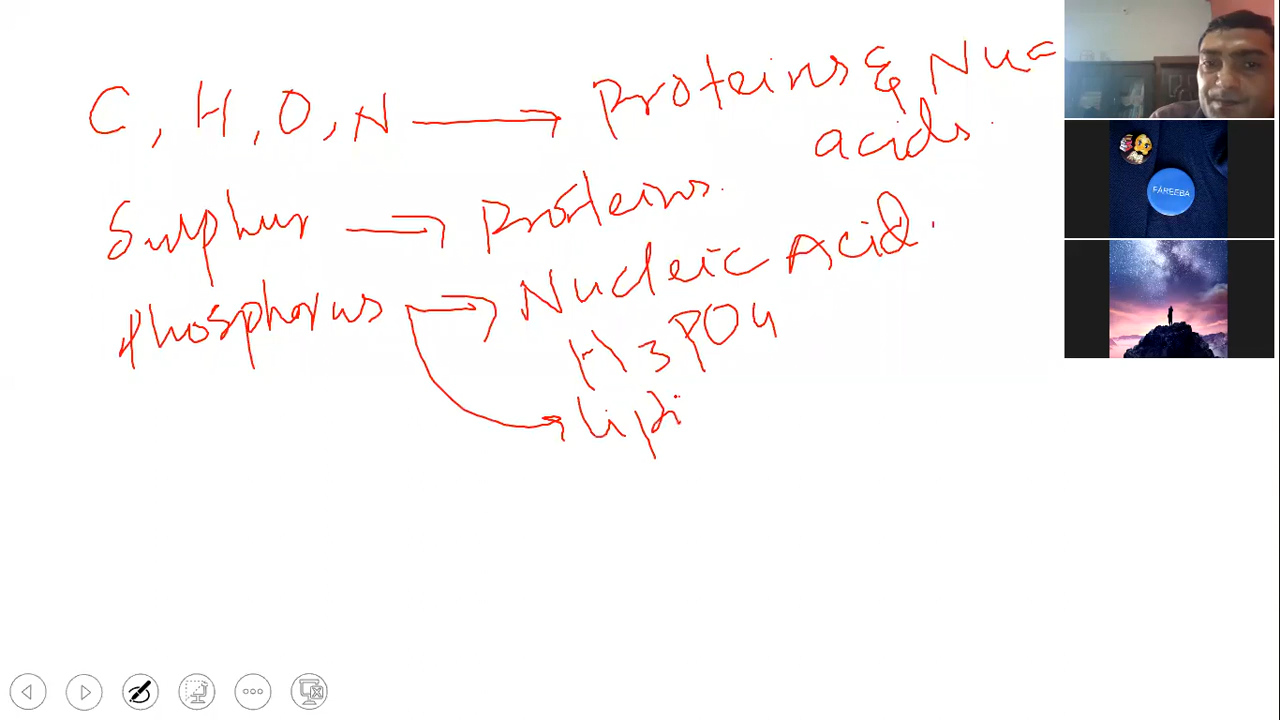 C, H, O, N → Proteins & Nuc
acids.
Sulphur → Proteins.
Phosphorus → Nucleic Acid.
H3PO4
lipi
FAREEBA